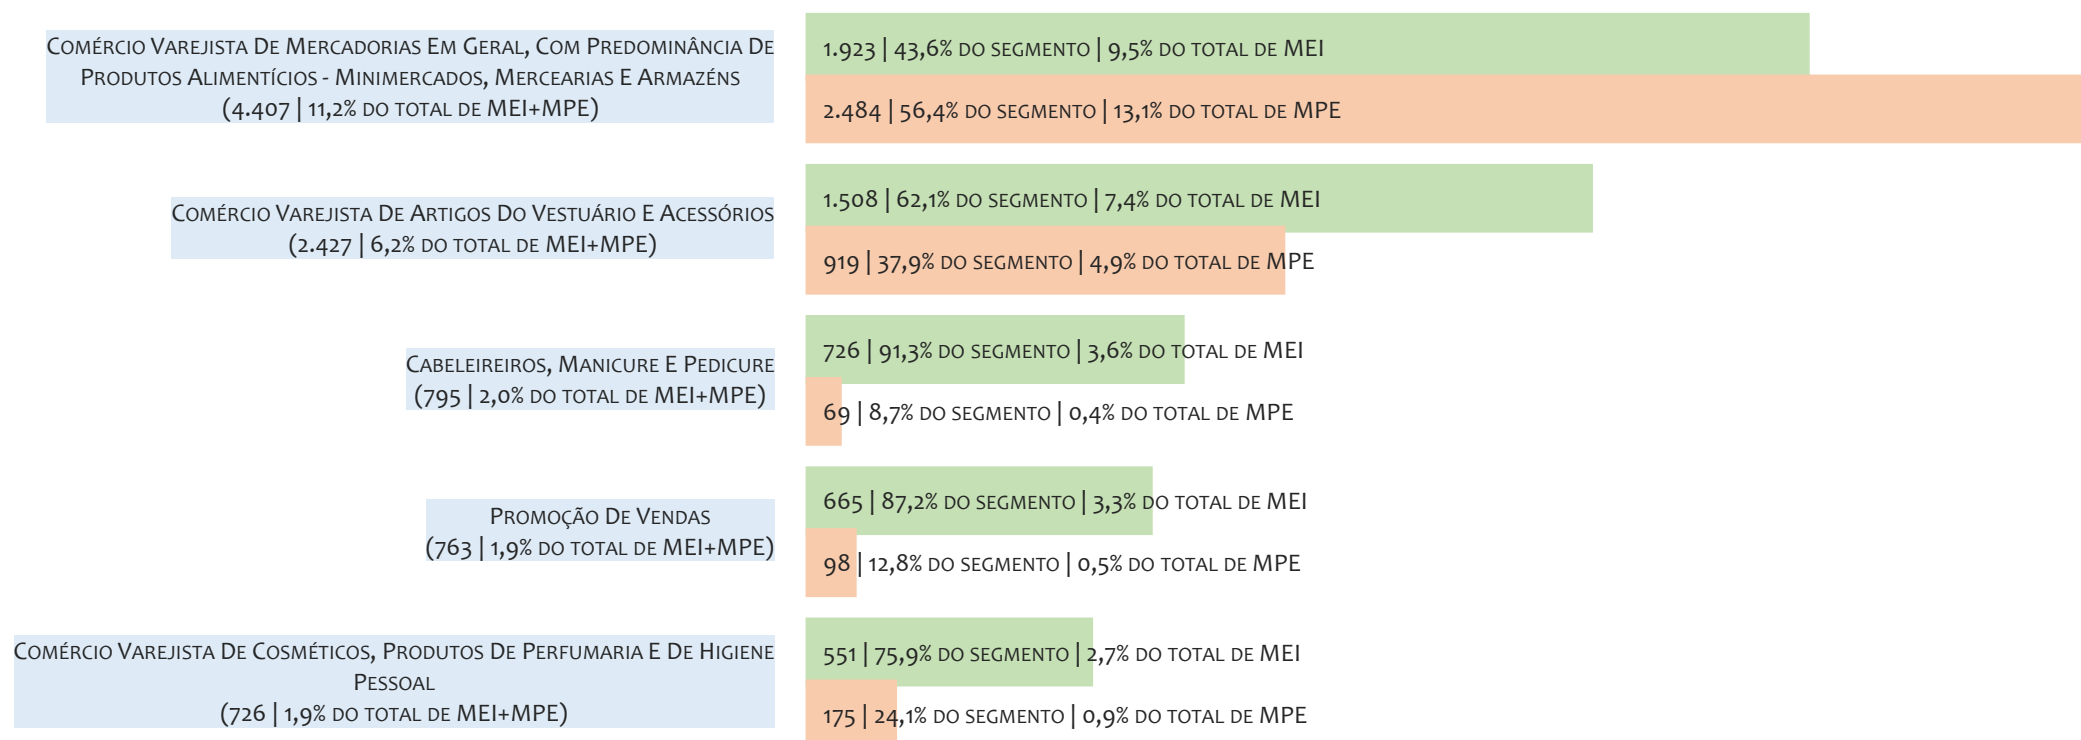 Comércio Varejista De Mercadorias Em Geral, Com Predominância De
Produtos Alimentícios - Minimercados, Mercearias E Armazéns
(4.407 | 11,2% do total de MEI+MPE)
1.923 | 43,6% do segmento | 9,5% do total de MEI
2.484 | 56,4% do segmento | 13,1% do total de MPE
Comércio Varejista De Artigos Do Vestuário E Acessórios
(2.427 | 6,2% do total de MEI+MPE)
1.508 | 62,1% do segmento | 7,4% do total de MEI
919 | 37,9% do segmento | 4,9% do total de MPE
Cabeleireiros, Manicure E Pedicure
(795 | 2,0% do total de MEI+MPE)
726 | 91,3% do segmento | 3,6% do total de MEI
69 | 8,7% do segmento | 0,4% do total de MPE
Promoção De Vendas
(763 | 1,9% do total de MEI+MPE)
665 | 87,2% do segmento | 3,3% do total de MEI
98 | 12,8% do segmento | 0,5% do total de MPE
Comércio Varejista De Cosméticos, Produtos De Perfumaria E De Higiene
Pessoal
(726 | 1,9% do total de MEI+MPE)
551 | 75,9% do segmento | 2,7% do total de MEI
175 | 24,1% do segmento | 0,9% do total de MPE